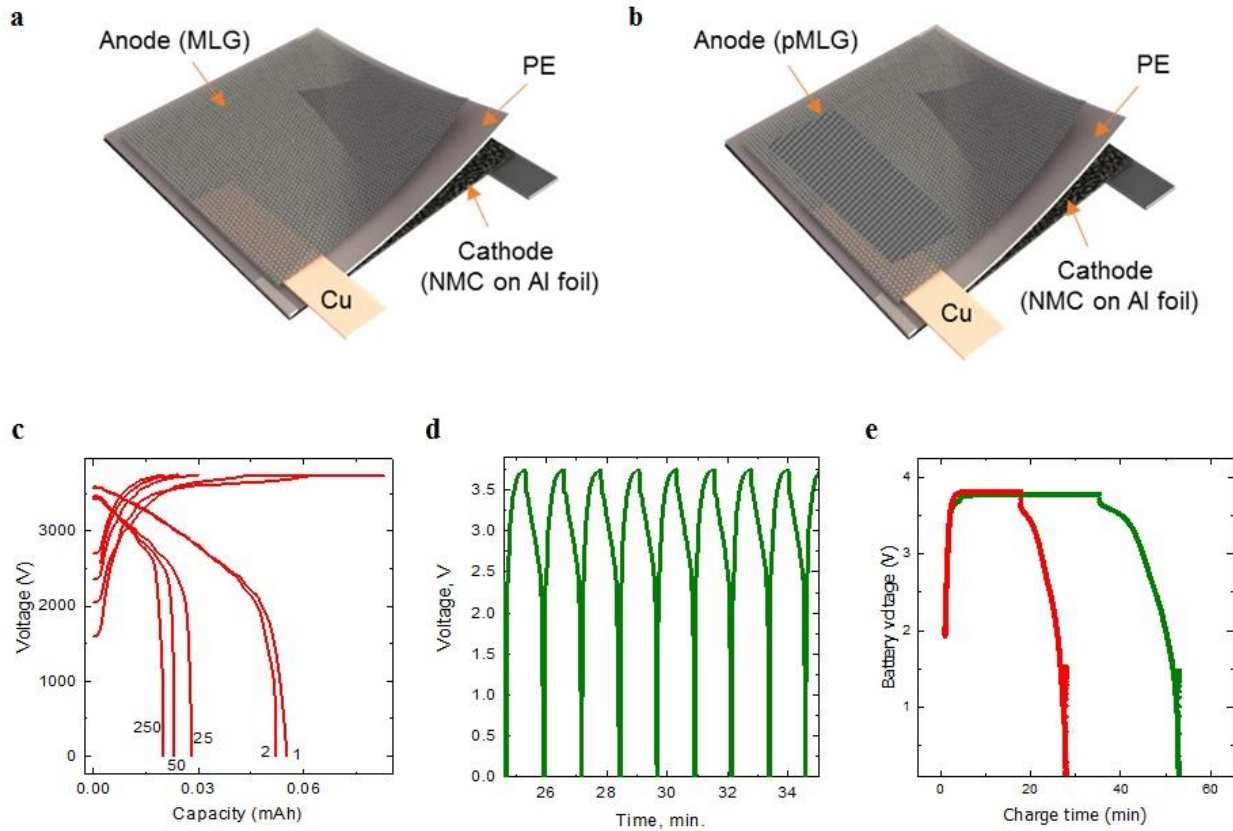 a
Anode (MLG)
PE
Cathode
(NMC on Al foil)
Cu
b
Anode (pMLG)
PE
Cathode
(NMC on Al foil)
Cu
c
Voltage (V)
3000
2000
1000
0
250
50
25
2
1
0.00
0.03
0.06
Capacity (mAh)
d
Voltage, V
3.5
3.0
2.5
2.0
1.5
1.0
0.5
0.0
26
28
30
32
34
Time, min.
e
Battery vdtage (V)
4
3
2
1
0
20
40
60
Charge time (min)